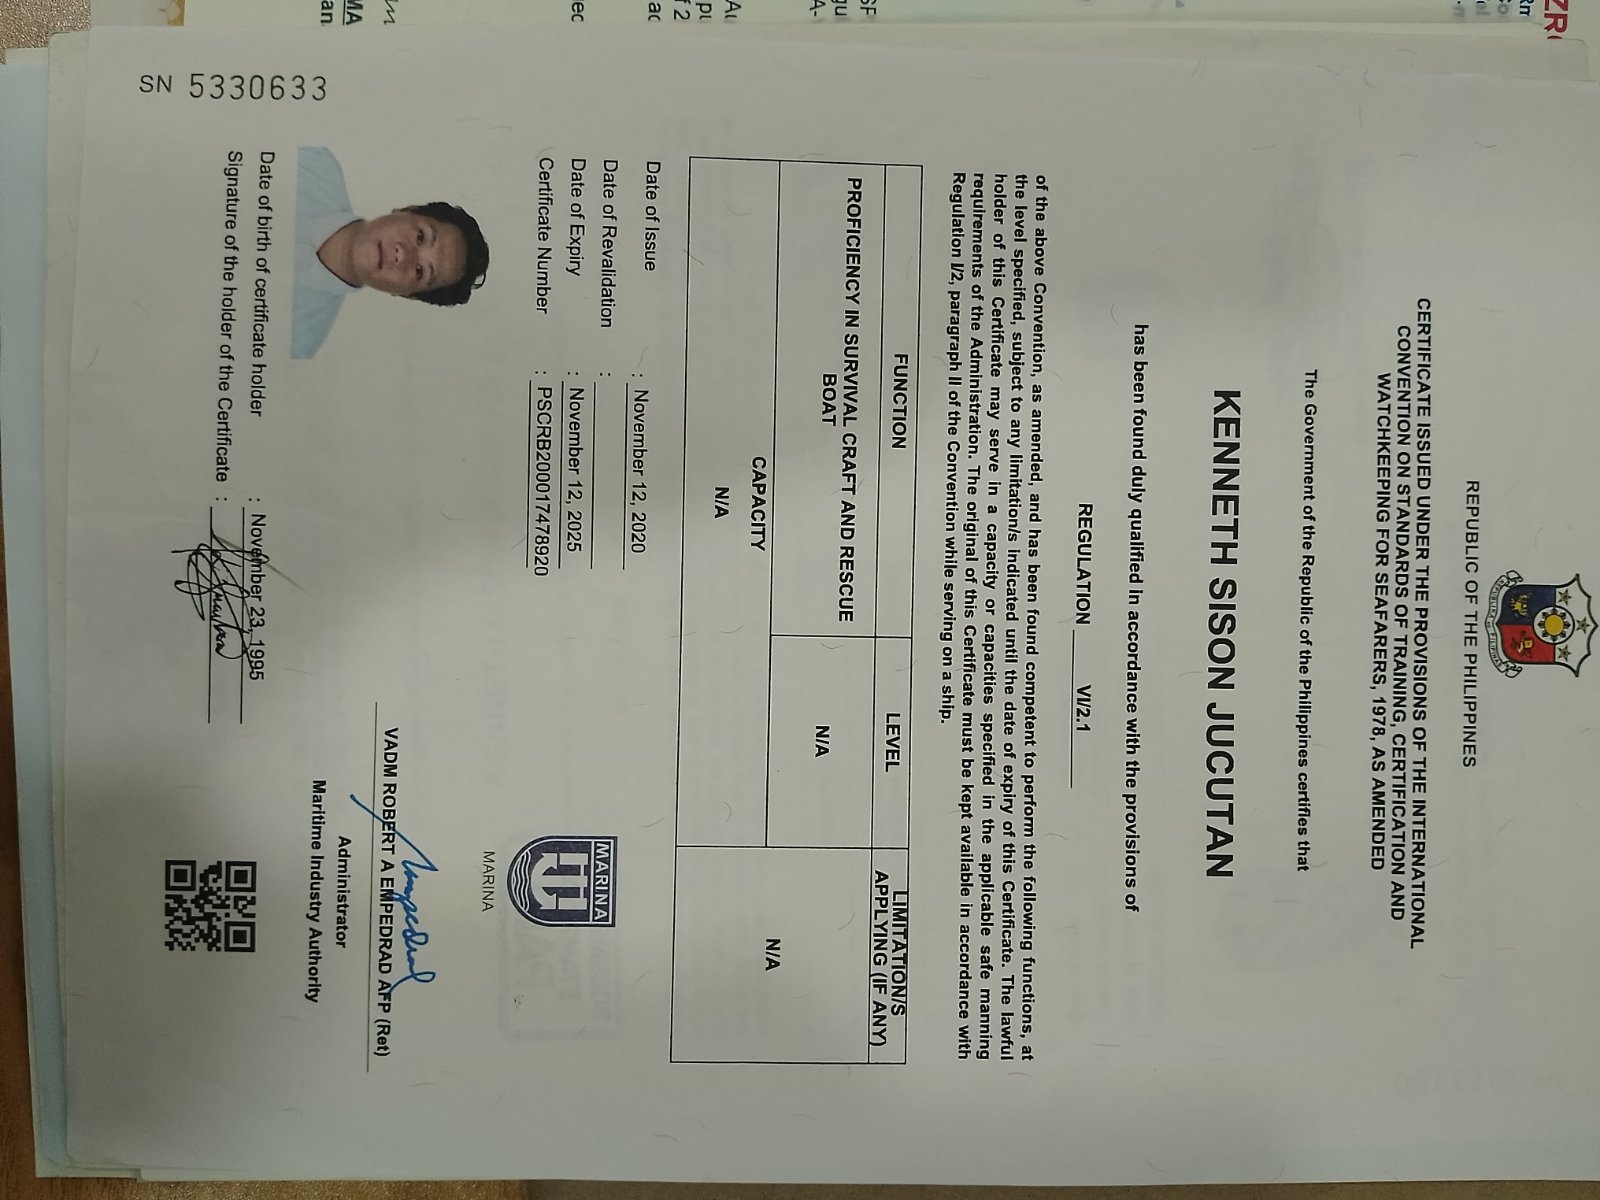 REPUBLIC OF THE PHILIPPINES
CERTIFICATE ISSUED UNDER THE PROVISIONS OF THE INTERNATIONAL
CONVENTION ON STANDARDS OF TRAINING, CERTIFICATION AND
WATCHKEEPING FOR SEAFARERS, 1978, AS AMENDED
The Government of the Republic of the Philippines certifies that
KENNETH SISON JUCUTAN
has been found duly qualified in accordance with the provisions of
REGULATION VI/2.1
of the above Convention, as amended, and has been found competent to perform the following functions, at
the level specified, subject to any limitation/s indicated until the date of expiry of this Certificate. The lawful
holder of this Certificate may serve in a capacity or capacities specified in the applicable safe manning
requirements of the Administration. The original of this Certificate must be kept available in accordance with
Regulation I/2, paragraph II of the Convention while serving on a ship.
FUNCTION LEVEL LIMITATION/S
APPLYING (IF ANY)
PROFICIENCY IN SURVIVAL CRAFT AND RESCUE
BOAT
N/A
N/A
CAPACITY
N/A
Date of Issue : November 12, 2020
Date of Revalidation :
Date of Expiry : November 12, 2025
Certificate Number : PSCRB200017478920
MARINA
MARINA
VADM ROBERT A EMPEDRAD AFP (Ret)
Administrator
Maritime Industry Authority
Date of birth of certificate holder : November 23, 1995
Signature of the holder of the Certificate :
SN 5330633